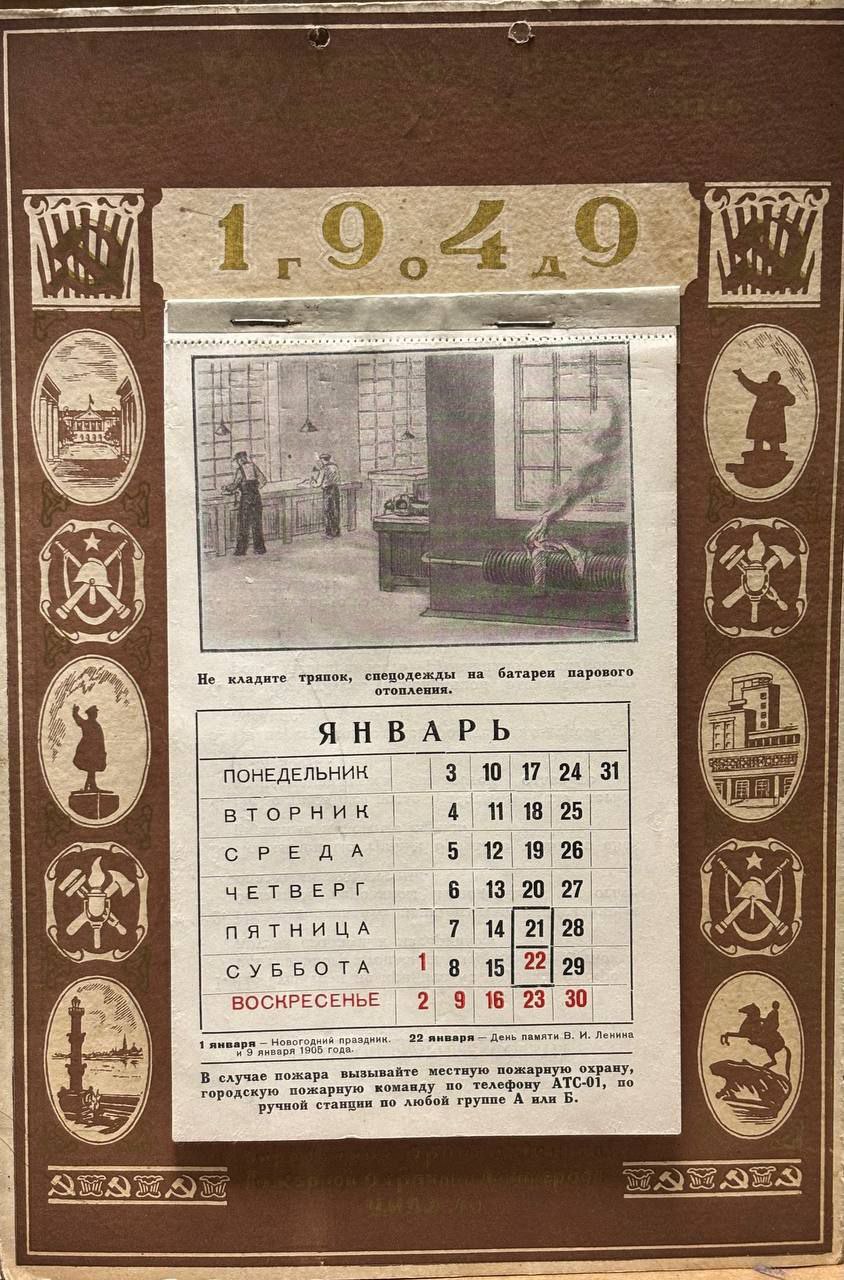 1949
год
Не кладите тряпок, спецодежды на батареи парового
отопления.
ЯНВАРЬ
ПОНЕДЕЛЬНИК 3 10 17 24 31
ВТОРНИК 4 11 18 25
СРЕДА 5 12 19 26
ЧЕТВЕРГ 6 13 20 27
ПЯТНИЦА 7 14 21 28
СУББОТА 1 8 15 22 29
ВОСКРЕСЕНЬЕ 2 9 16 23 30
1 января — Новогодний праздник. 22 января — День памяти В. И. Ленина
и 9 января 1905 года.
В случае пожара вызывайте местную пожарную охрану,
городскую пожарную команду по телефону АТС-01, по
ручной станции по любой группе А или Б.